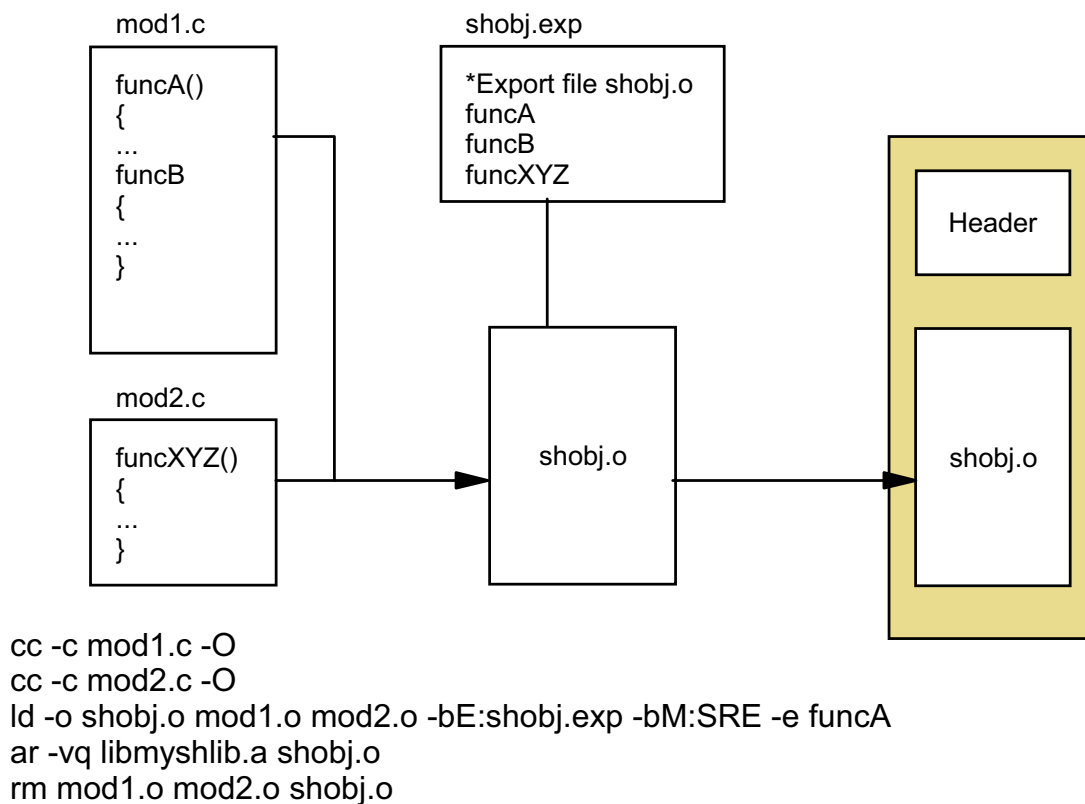 mod1.c
funcA()
{
...
funcB
{
...
}
mod2.c
funcXYZ()
{
...
}
shobj.exp
*Export file shobj.o
funcA
funcB
funcXYZ
shobj.o
Header
shobj.o
cc -c mod1.c -O
cc -c mod2.c -O
ld -o shobj.o mod1.o mod2.o -bE:shobj.exp -bM:SRE -e funcA
ar -vq libmyshlib.a shobj.o
rm mod1.o mod2.o shobj.o